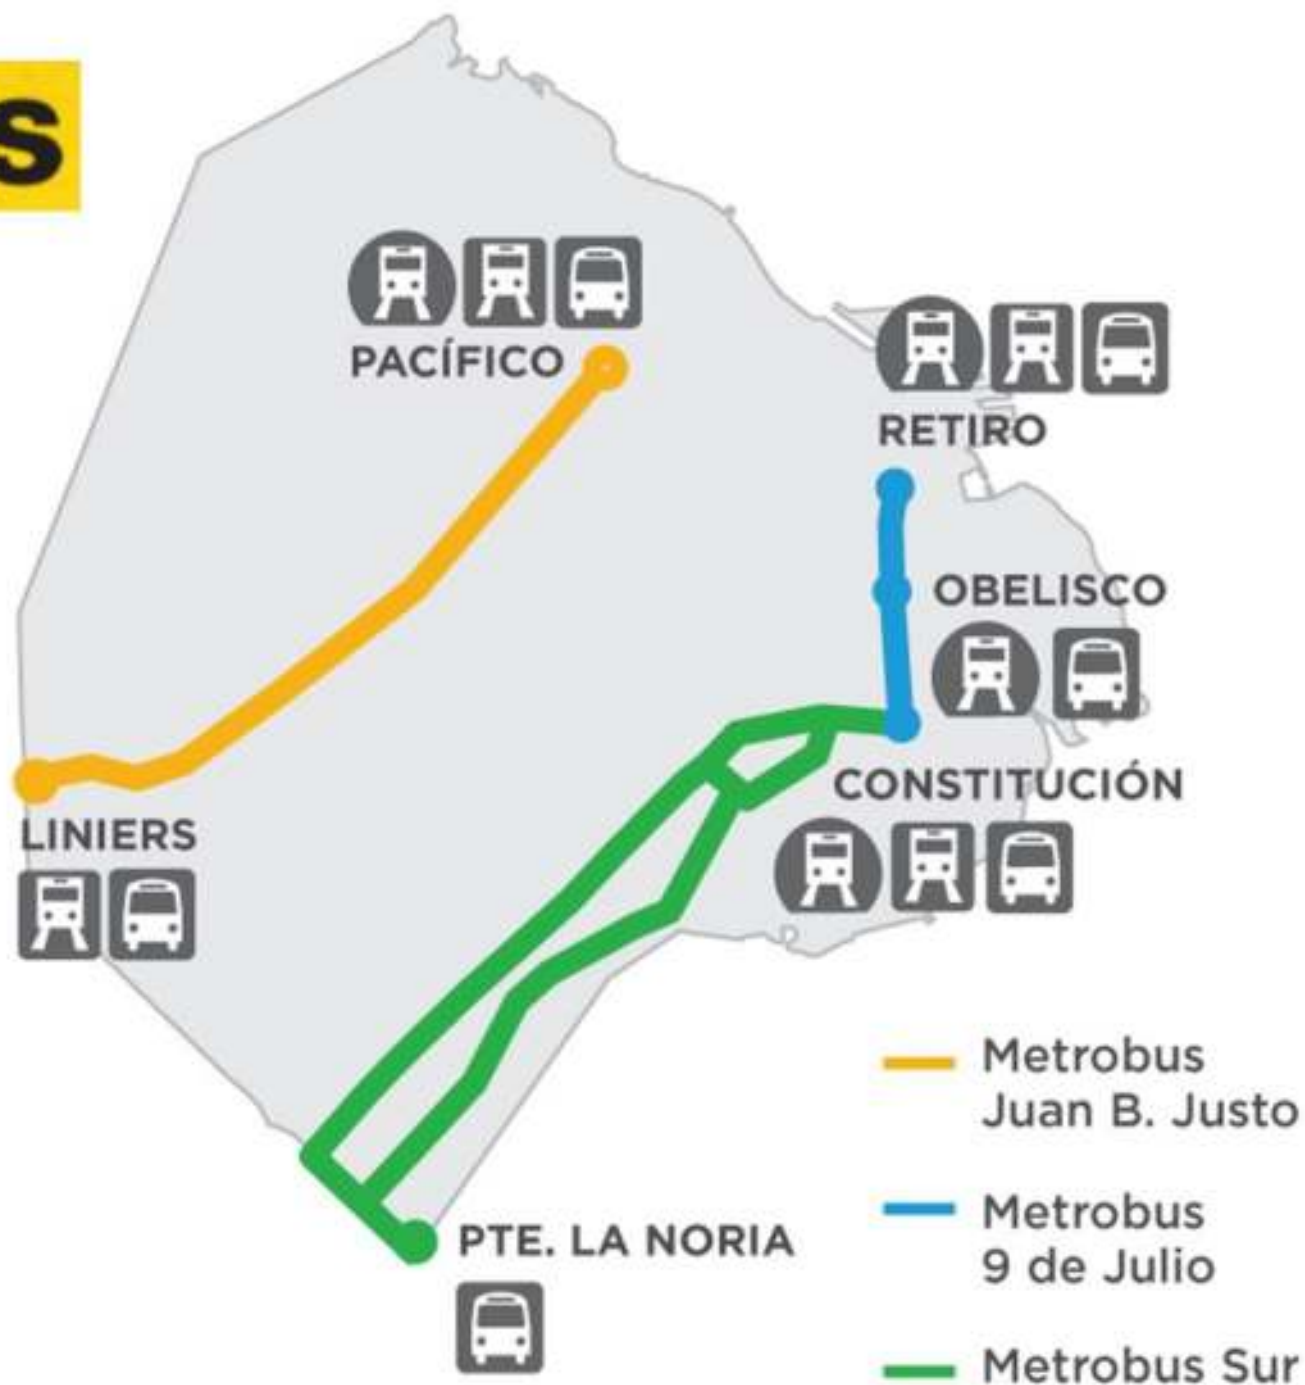 s
PACÍFICO
RETIRO
OBELISCO
CONSTITUCIÓN
LINIERS
PTE. LA NORIA
Metrobus
Juan B. Justo
Metrobus
9 de Julio
Metrobus Sur